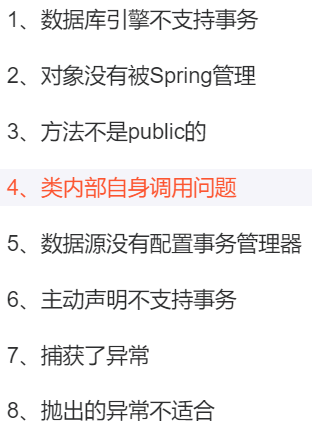 1、数据库引擎不支持事务
2、对象没有被Spring管理
3、方法不是public的
4、类内部自身调用问题
5、数据源没有配置事务管理器
6、主动声明不支持事务
7、捕获了异常
8、抛出的异常不适合